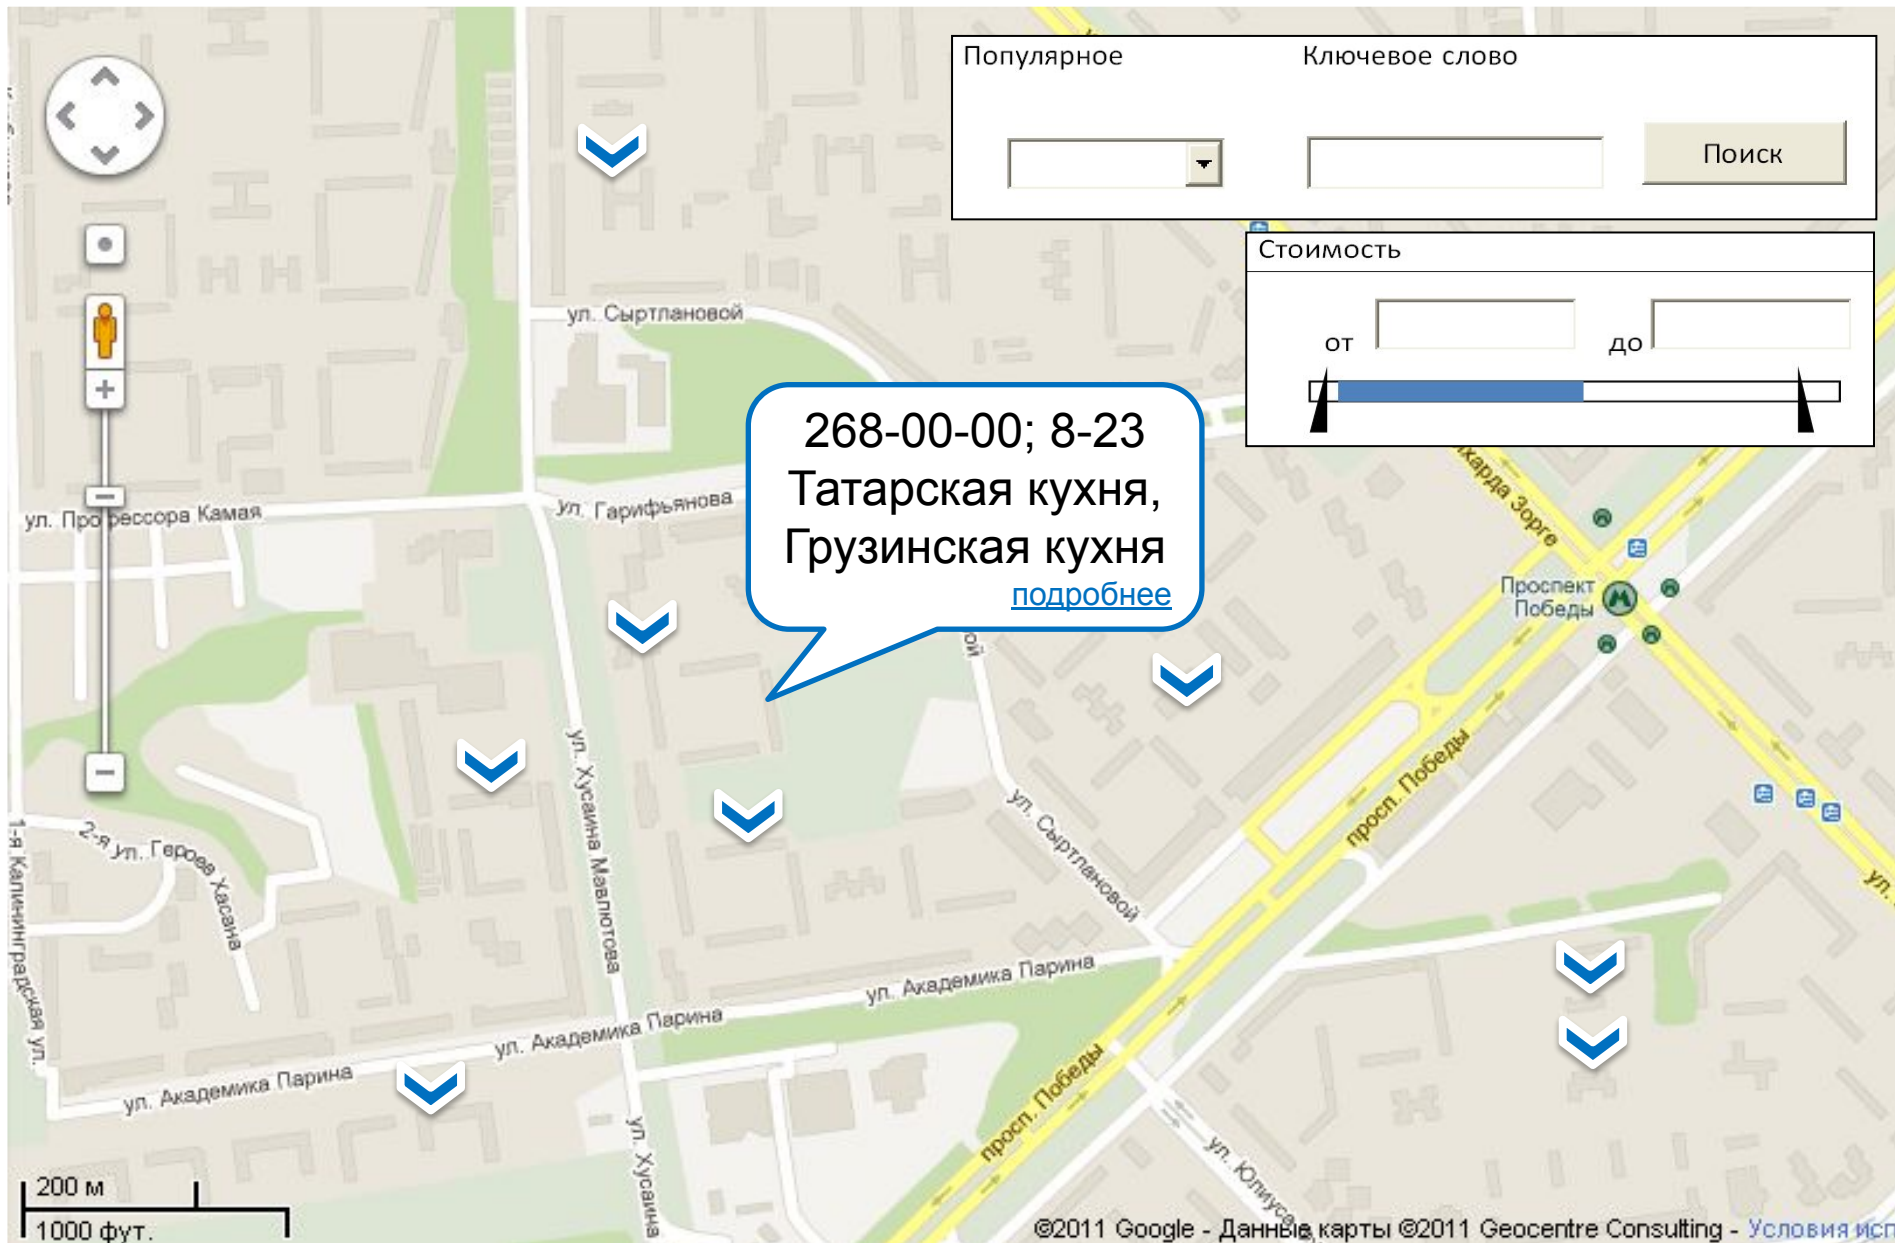 Популярное
Ключевое слово
Поиск
Стоимость
от
до
ул. Сыртлановой
268-00-00; 8-23
Татарская кухня,
Грузинская кухня
подробнее
ул. Профессора Камая
ул. Гарифьянова
Зорге
Проспект
Победы
ул. Хусаина Мавлютова
просп. Победы
ул. Сыртлановой
2-я ул. Героев Хасана
1-я Калининградская ул.
ул.
ул. Академика Парина
ул. Академика Парина
ул. Академика Парина
просп. Победы
ул. Хусаина
ул.
200 м
1000 фут.
©2011 Google - Данные карты ©2011 Geocentre Consulting - Условия исп